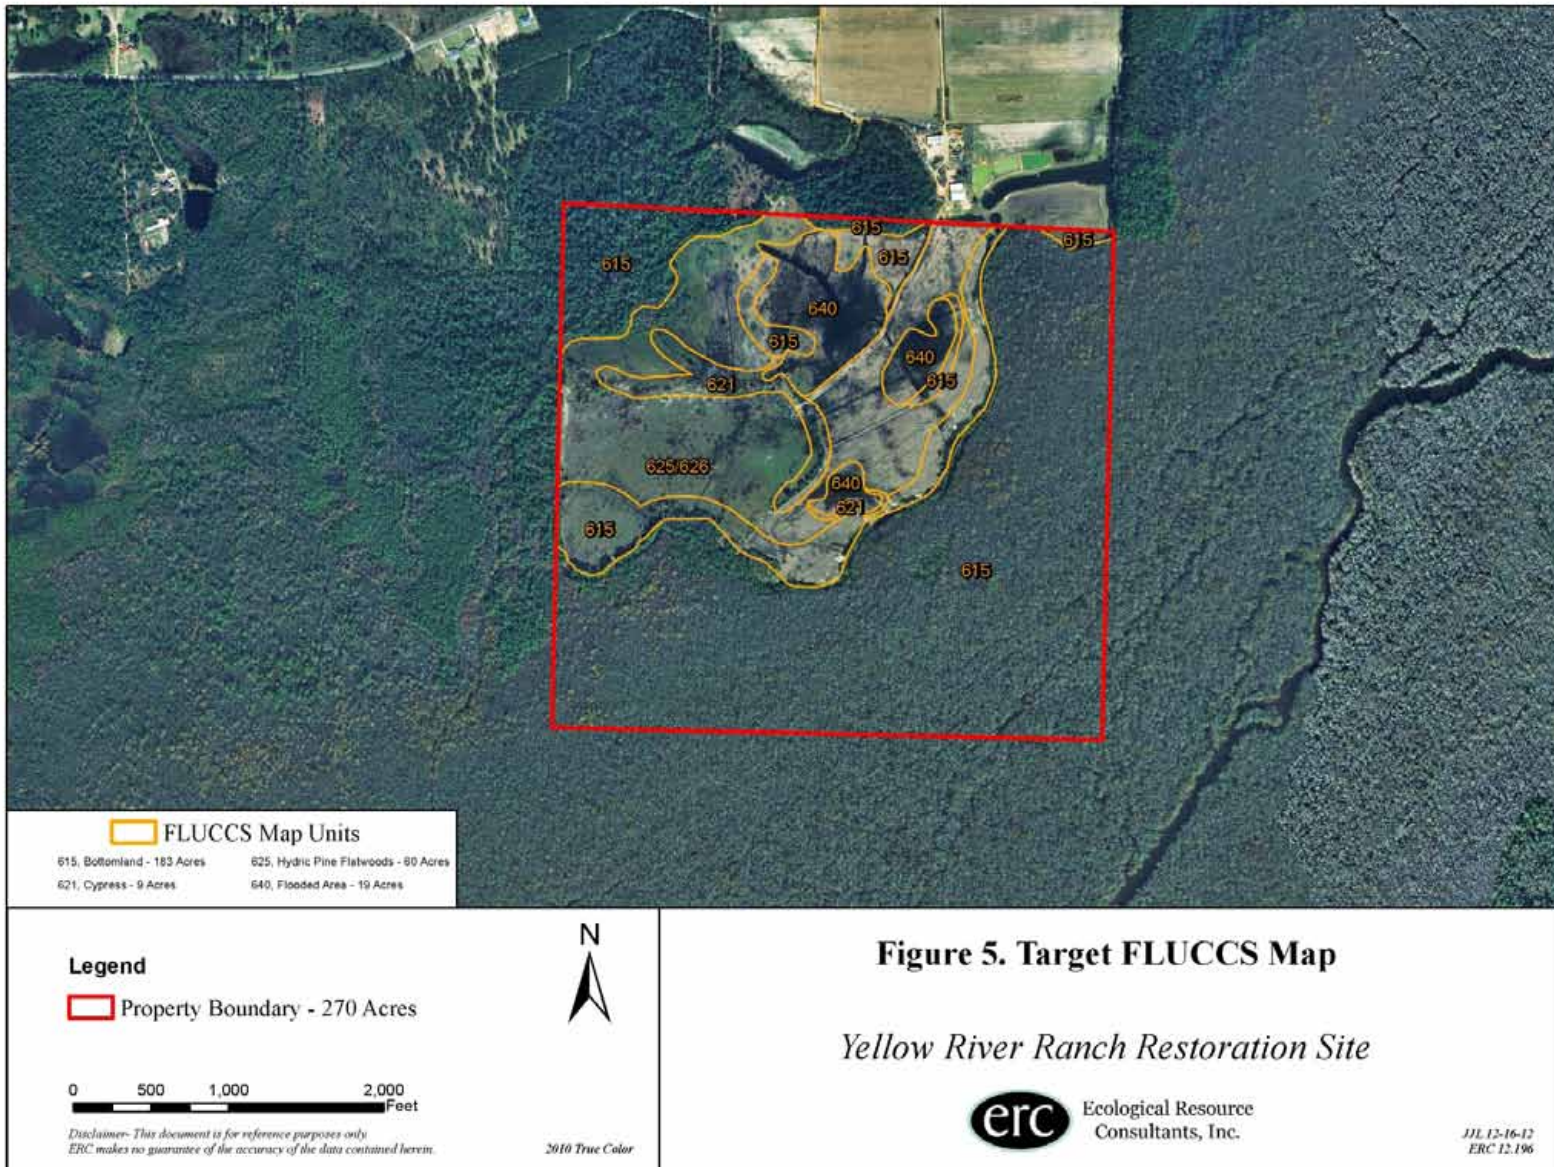 615
615
615
615
640
615
640
621
615
625/626
640
621
615
615
FLUCCS Map Units
615, Bottomland - 183 Acres
625, Hydric Pine Flatwoods - 60 Acres
621, Cypress - 9 Acres
640, Flooded Area - 19 Acres
Legend
Property Boundary - 270 Acres
N
0 500 1,000 2,000
Feet
Disclaimer- This document is for reference purposes only.
ERC makes no guarantee of the accuracy of the data contained herein.
2010 True Color
Figure 5. Target FLUCCS Map
Yellow River Ranch Restoration Site
erc
Ecological Resource
Consultants, Inc.
JJL 12-16-12
ERC 12.196